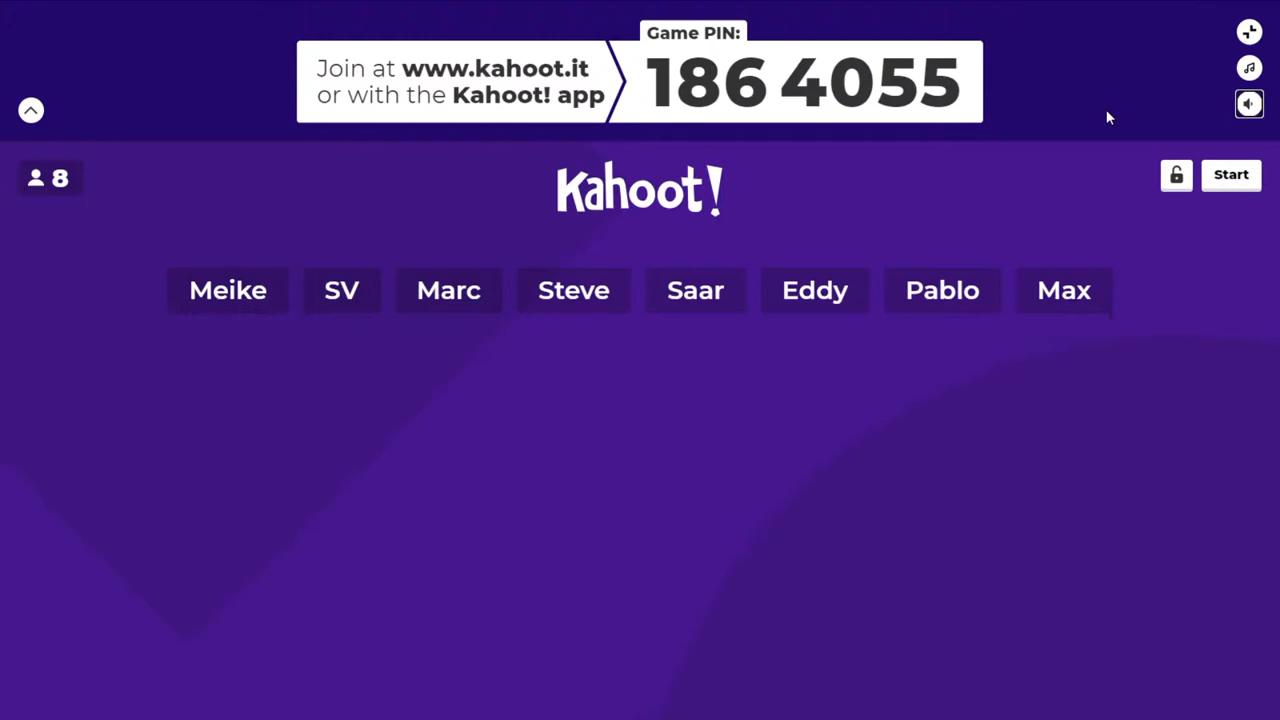 Game PIN:
Join at www.kahoot.it
or with the Kahoot! app
186 4055
8
Kahoot!
Start
Meike SV Marc Steve Saar Eddy Pablo Max